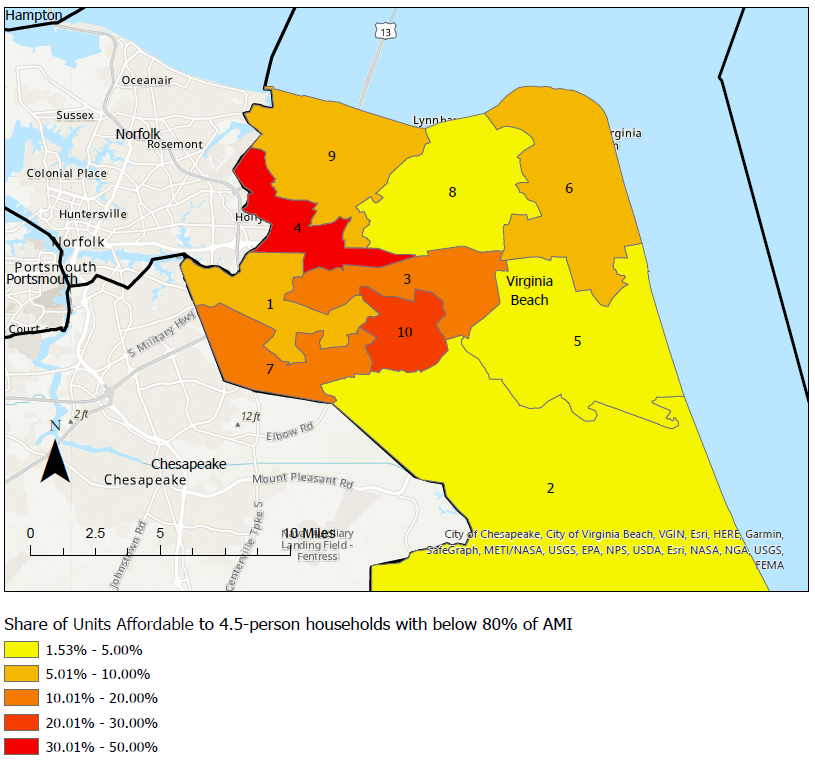 Hampton
13
Oceanair
Sussex
Norfolk
Rosemont
Lynnha
rginia
Colonial Place
9
8
6
Huntersville
Holly
4
Norfolk
Portsmouth
Portsmouth
3
Virginia
Beach
1
Court
S Military Hwy
10
5
7
2 ft
12ft
N
Elbow Rd
Chesapeake
Chesapeake
Mount Pleasant Rd
2
Johnstown Rd
Centerville Tpke S
0 2.5 5 10 Miles
Landing Field -
Fentress
City of Chesapeake, City of Virginia Beach, VGIN, Esri, HERE, Garmin,
SafeGraph, METI/NASA, USGS, EPA, NPS, USDA, Esri, NASA, NGA, USGS,
FEMA
Share of Units Affordable to 4.5-person households with below 80% of AMI
1.53% - 5.00%
5.01% - 10.00%
10.01% - 20.00%
20.01% - 30.00%
30.01% - 50.00%